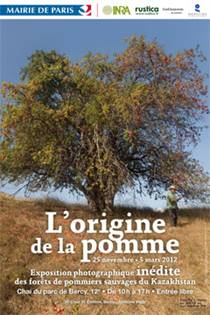 MAIRIE DE PARIS
INRA
rustica
L'origine
de la pomme
25 novembre • 5 mars 2012
Exposition photographique inédite
des forêts de pommiers sauvages du Kazakhstan
Chai du parc de Bercy, 12e • De 10h à 17h • Entrée libre